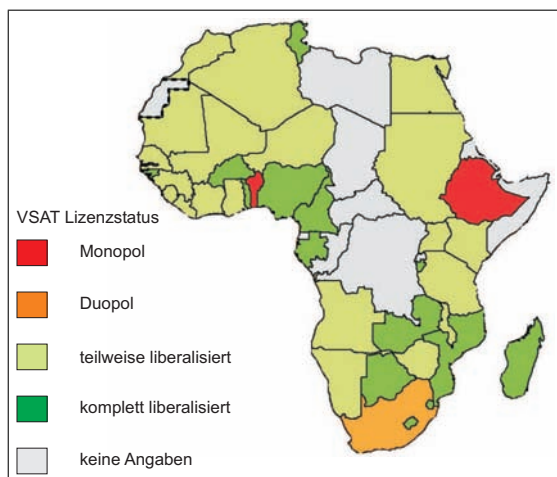 VSAT Lizenzstatus
Monopol
Duopol
teilweise liberalisiert
komplett liberalisiert
keine Angaben